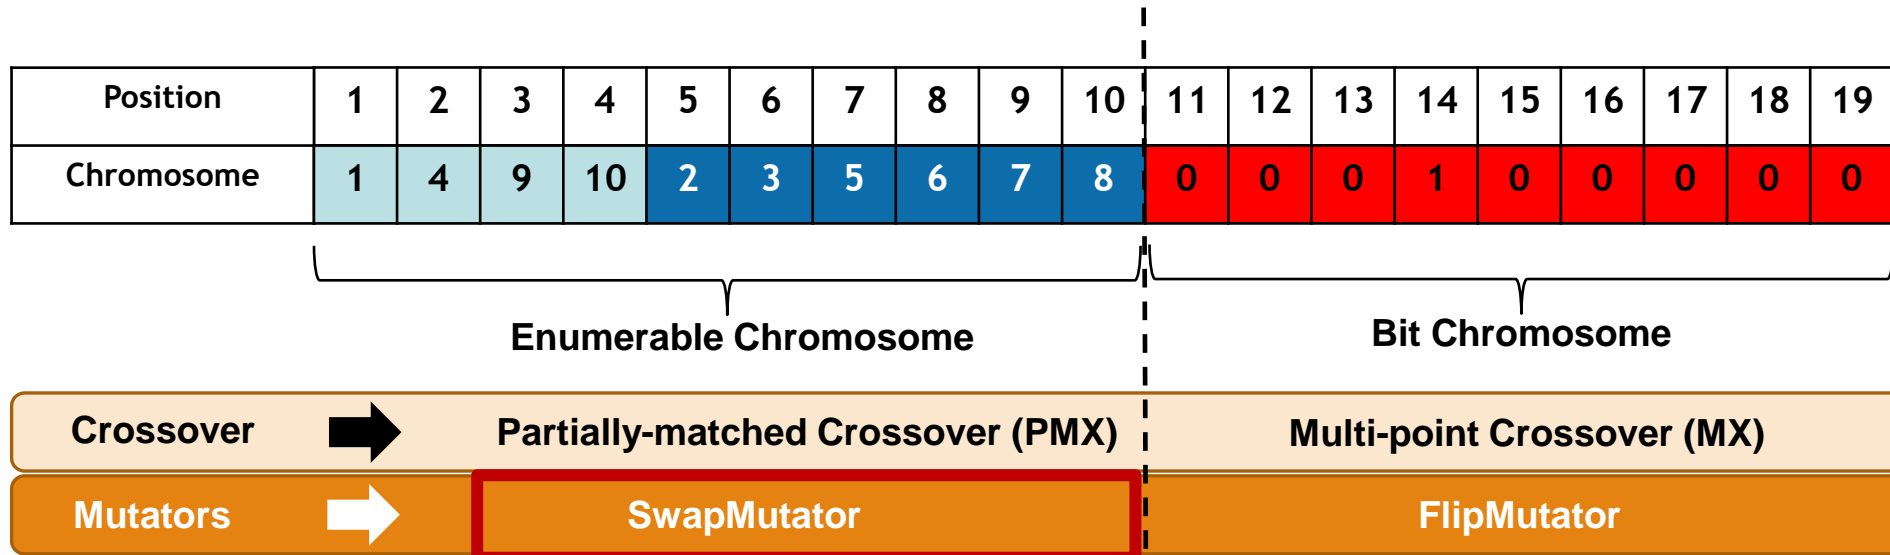 Position 1 2 3 4 5 6 7 8 9 10 11 12 13 14 15 16 17 18 19
Chromosome 1 4 9 10 2 3 5 6 7 8 0 0 0 1 0 0 0 0 0
Enumerable Chromosome Bit Chromosome
Crossover Partially-matched Crossover (PMX) Multi-point Crossover (MX)
Mutators SwapMutator FlipMutator